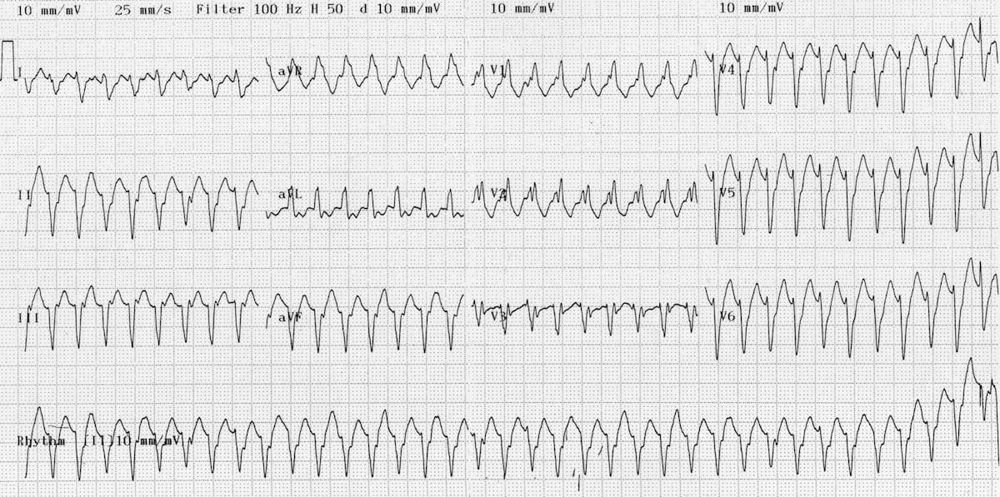 10 mm/mV 25 mm/s Filter 100 Hz H 50 d 10 mm/mV 10 mm/mV 10 mm/mV
I aVR V1 V4
II aVL V2 V5
III aVF V3 V6
Rhythm (II)10 mm/mV